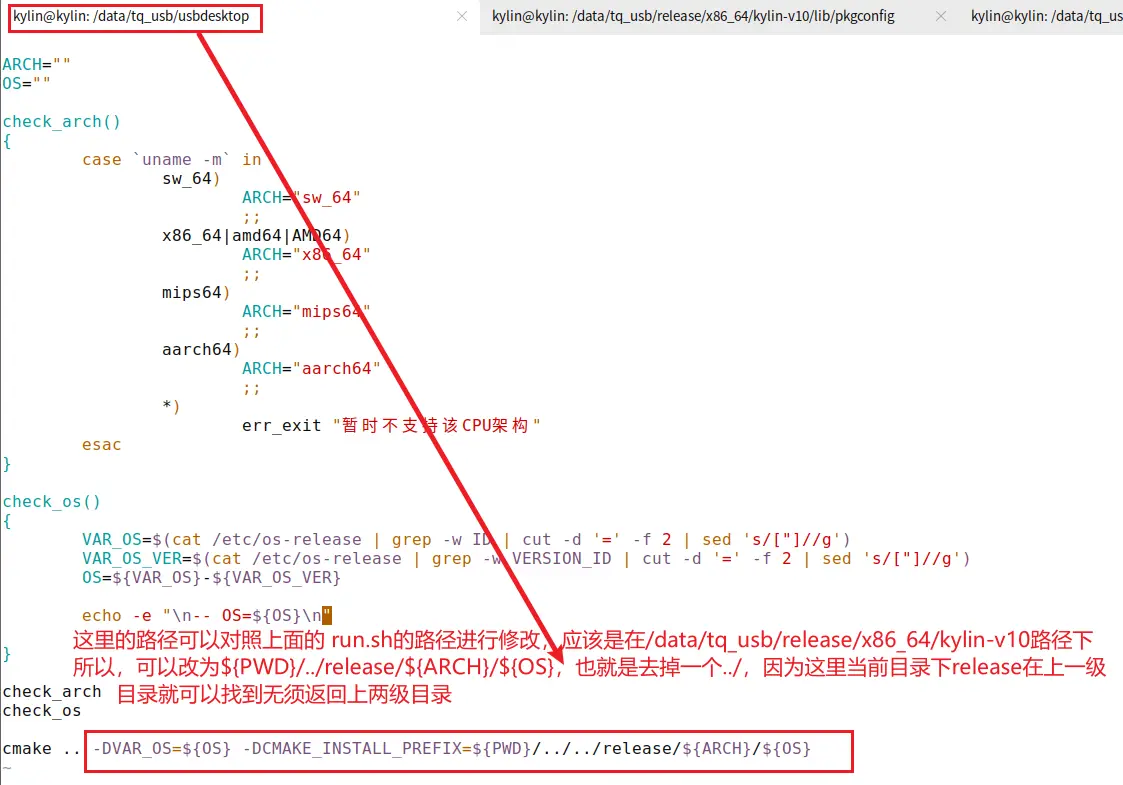 kylin@kylin: /data/tq_usb/usbdesktop × kylin@kylin: /data/tq_usb/release/x86_64/kylin-v10/lib/pkgconfig × kylin@kylin: /data/tq_us
ARCH=""
OS=""
check_arch()
{
case `uname -m` in
sw_64)
ARCH="sw_64"
;;
x86_64|amd64|AMD64)
ARCH="x86_64"
;;
mips64)
ARCH="mips64"
;;
aarch64)
ARCH="aarch64"
;;
*)
err_exit "暂时不支持该CPU架构"
esac
}
check_os()
{
VAR_OS=$(cat /etc/os-release | grep -w ID | cut -d '=' -f 2 | sed 's/["]//g')
VAR_OS_VER=$(cat /etc/os-release | grep -w VERSION_ID | cut -d '=' -f 2 | sed 's/["]//g')
OS=${VAR_OS}-${VAR_OS_VER}
echo -e "\n-- OS=${OS}\n"
这里的路径可以对照上面的 run.sh的路径进行修改，应该是在/data/tq_usb/release/x86_64/kylin-v10路径下
}
所以，可以改为${PWD}/../release/${ARCH}/${OS}，也就是去掉一个../，因为这里当前目录下release在上一级
check_arch
目录就可以找到无须返回上两级目录
check_os
cmake .. -DVAR_OS=${OS} -DCMAKE_INSTALL_PREFIX=${PWD}/../../release/${ARCH}/${OS}
~